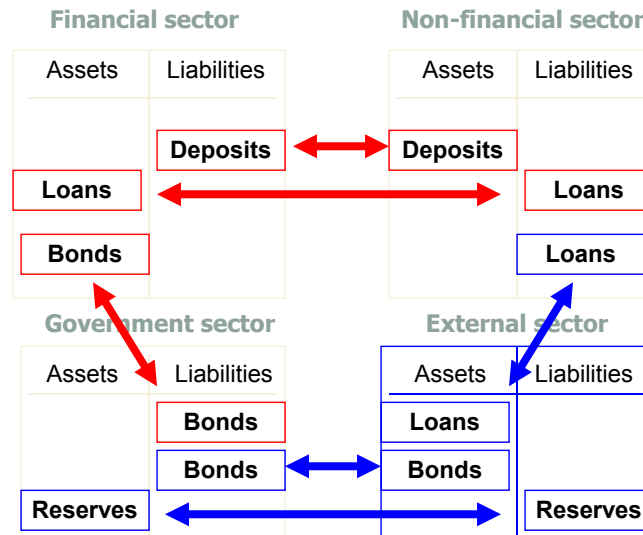 Financial sector
Non-financial sector
Assets Liabilities
Assets Liabilities
Deposits
Deposits
Loans
Loans
Bonds
Loans
Government sector
External sector
Assets Liabilities
Assets Liabilities
Bonds
Loans
Bonds
Bonds
Reserves
Reserves